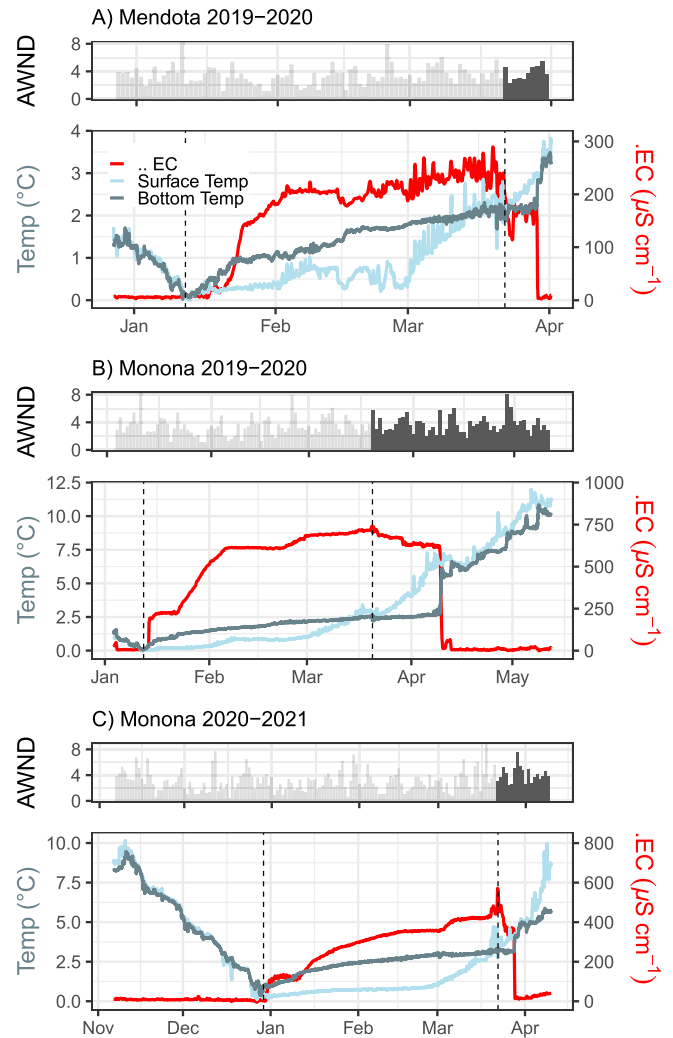 A) Mendota 2019−2020
AWND
8
4
0
Temp (°C)
4
3
2
1
0
.. EC
Surface Temp
Bottom Temp
300
200
100
0
.EC (µS cm−1)
Jan Feb Mar Apr
B) Monona 2019−2020
AWND
8
4
0
Temp (°C)
12.5
10.0
7.5
5.0
2.5
0.0
1000
750
500
250
0
.EC (µS cm−1)
Jan Feb Mar Apr May
C) Monona 2020−2021
AWND
8
4
0
Temp (°C)
10.0
7.5
5.0
2.5
0.0
800
600
400
200
0
.EC (µS cm−1)
Nov Dec Jan Feb Mar Apr